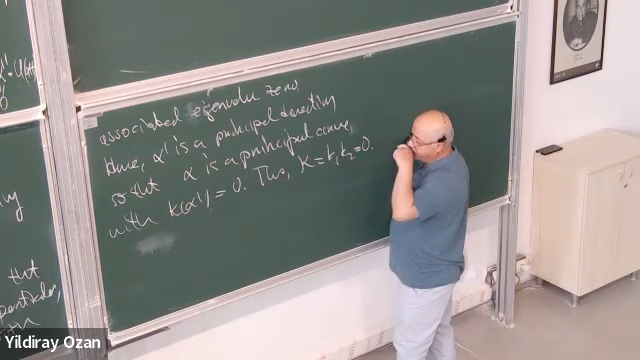 associated eigenvalue zero.
Hence, α' is a principal direction
so that α is a principal curve
with k(α') = 0. Thus, K = k₁k₂ = 0.
that
Yildiray Ozan